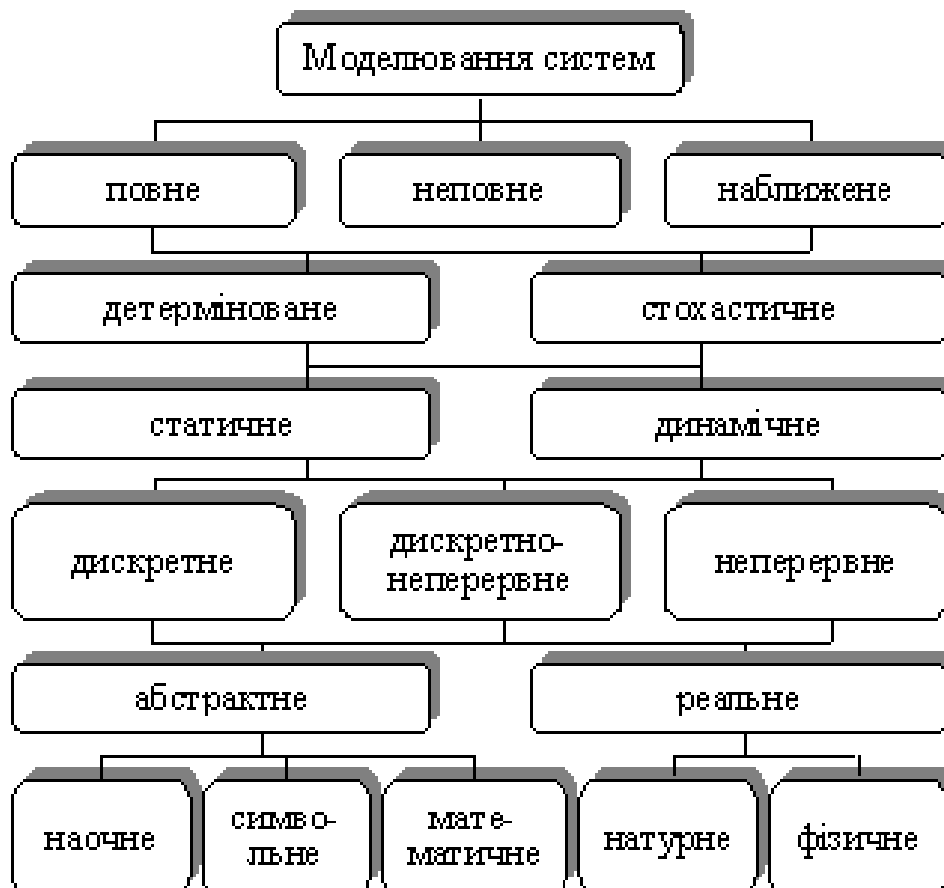 Моделювання систем
повне
неповне
наближене
детерміноване
стохастичне
статичне
динамічне
дискретне
дискретно-
неперервне
неперервне
абстрактне
реальне
наочне
симво-
льне
мате-
матичне
натурне
фізичне